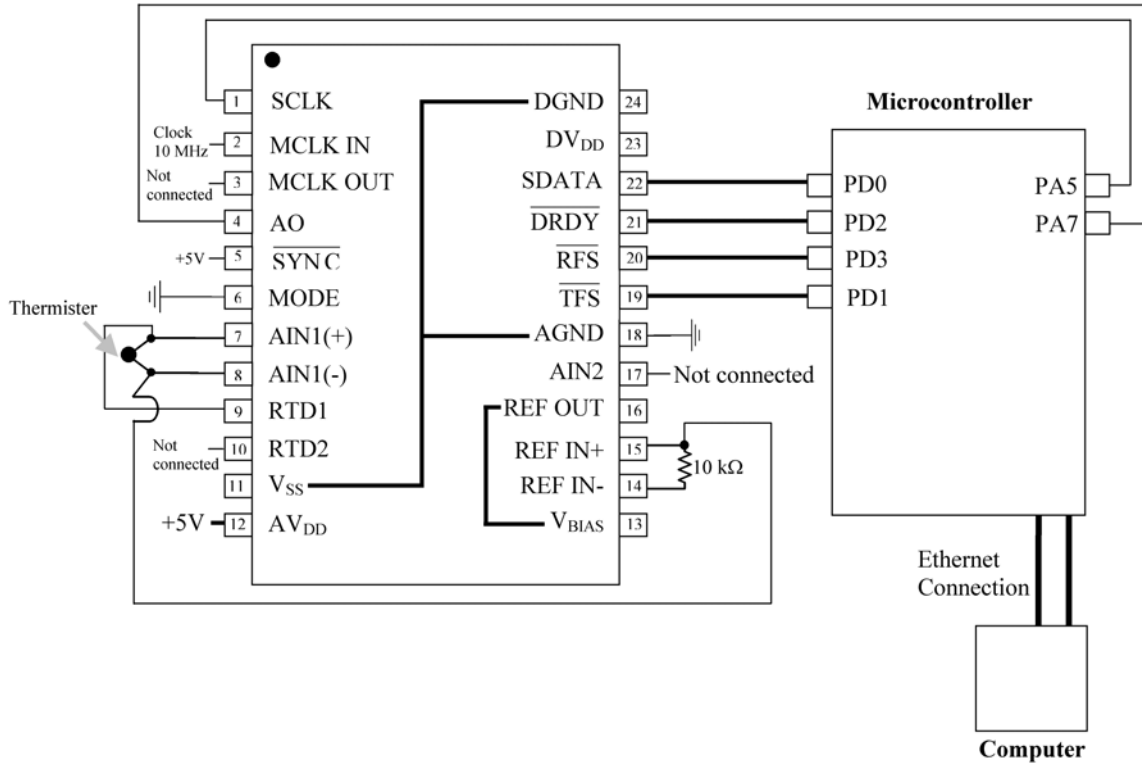 Microcontroller
1 SCLK
DGND 24
Clock
10 MHz
2 MCLK IN
DVDD 23
Not
connected
3 MCLK OUT
SDATA 22
PD0
PA5
4 AO
DRDY 21
PD2
PA7
+5V
5 SYNC
RFS 20
PD3
6 MODE
TFS 19
PD1
Thermister
7 AIN1(+)
AGND 18
8 AIN1(-)
AIN2 17
Not connected
9 RTD1
REF OUT 16
Not
connected
10 RTD2
REF IN+ 15
10 kΩ
11 VSS
REF IN- 14
+5V
12 AVDD
VBIAS 13
Ethernet
Connection
Computer